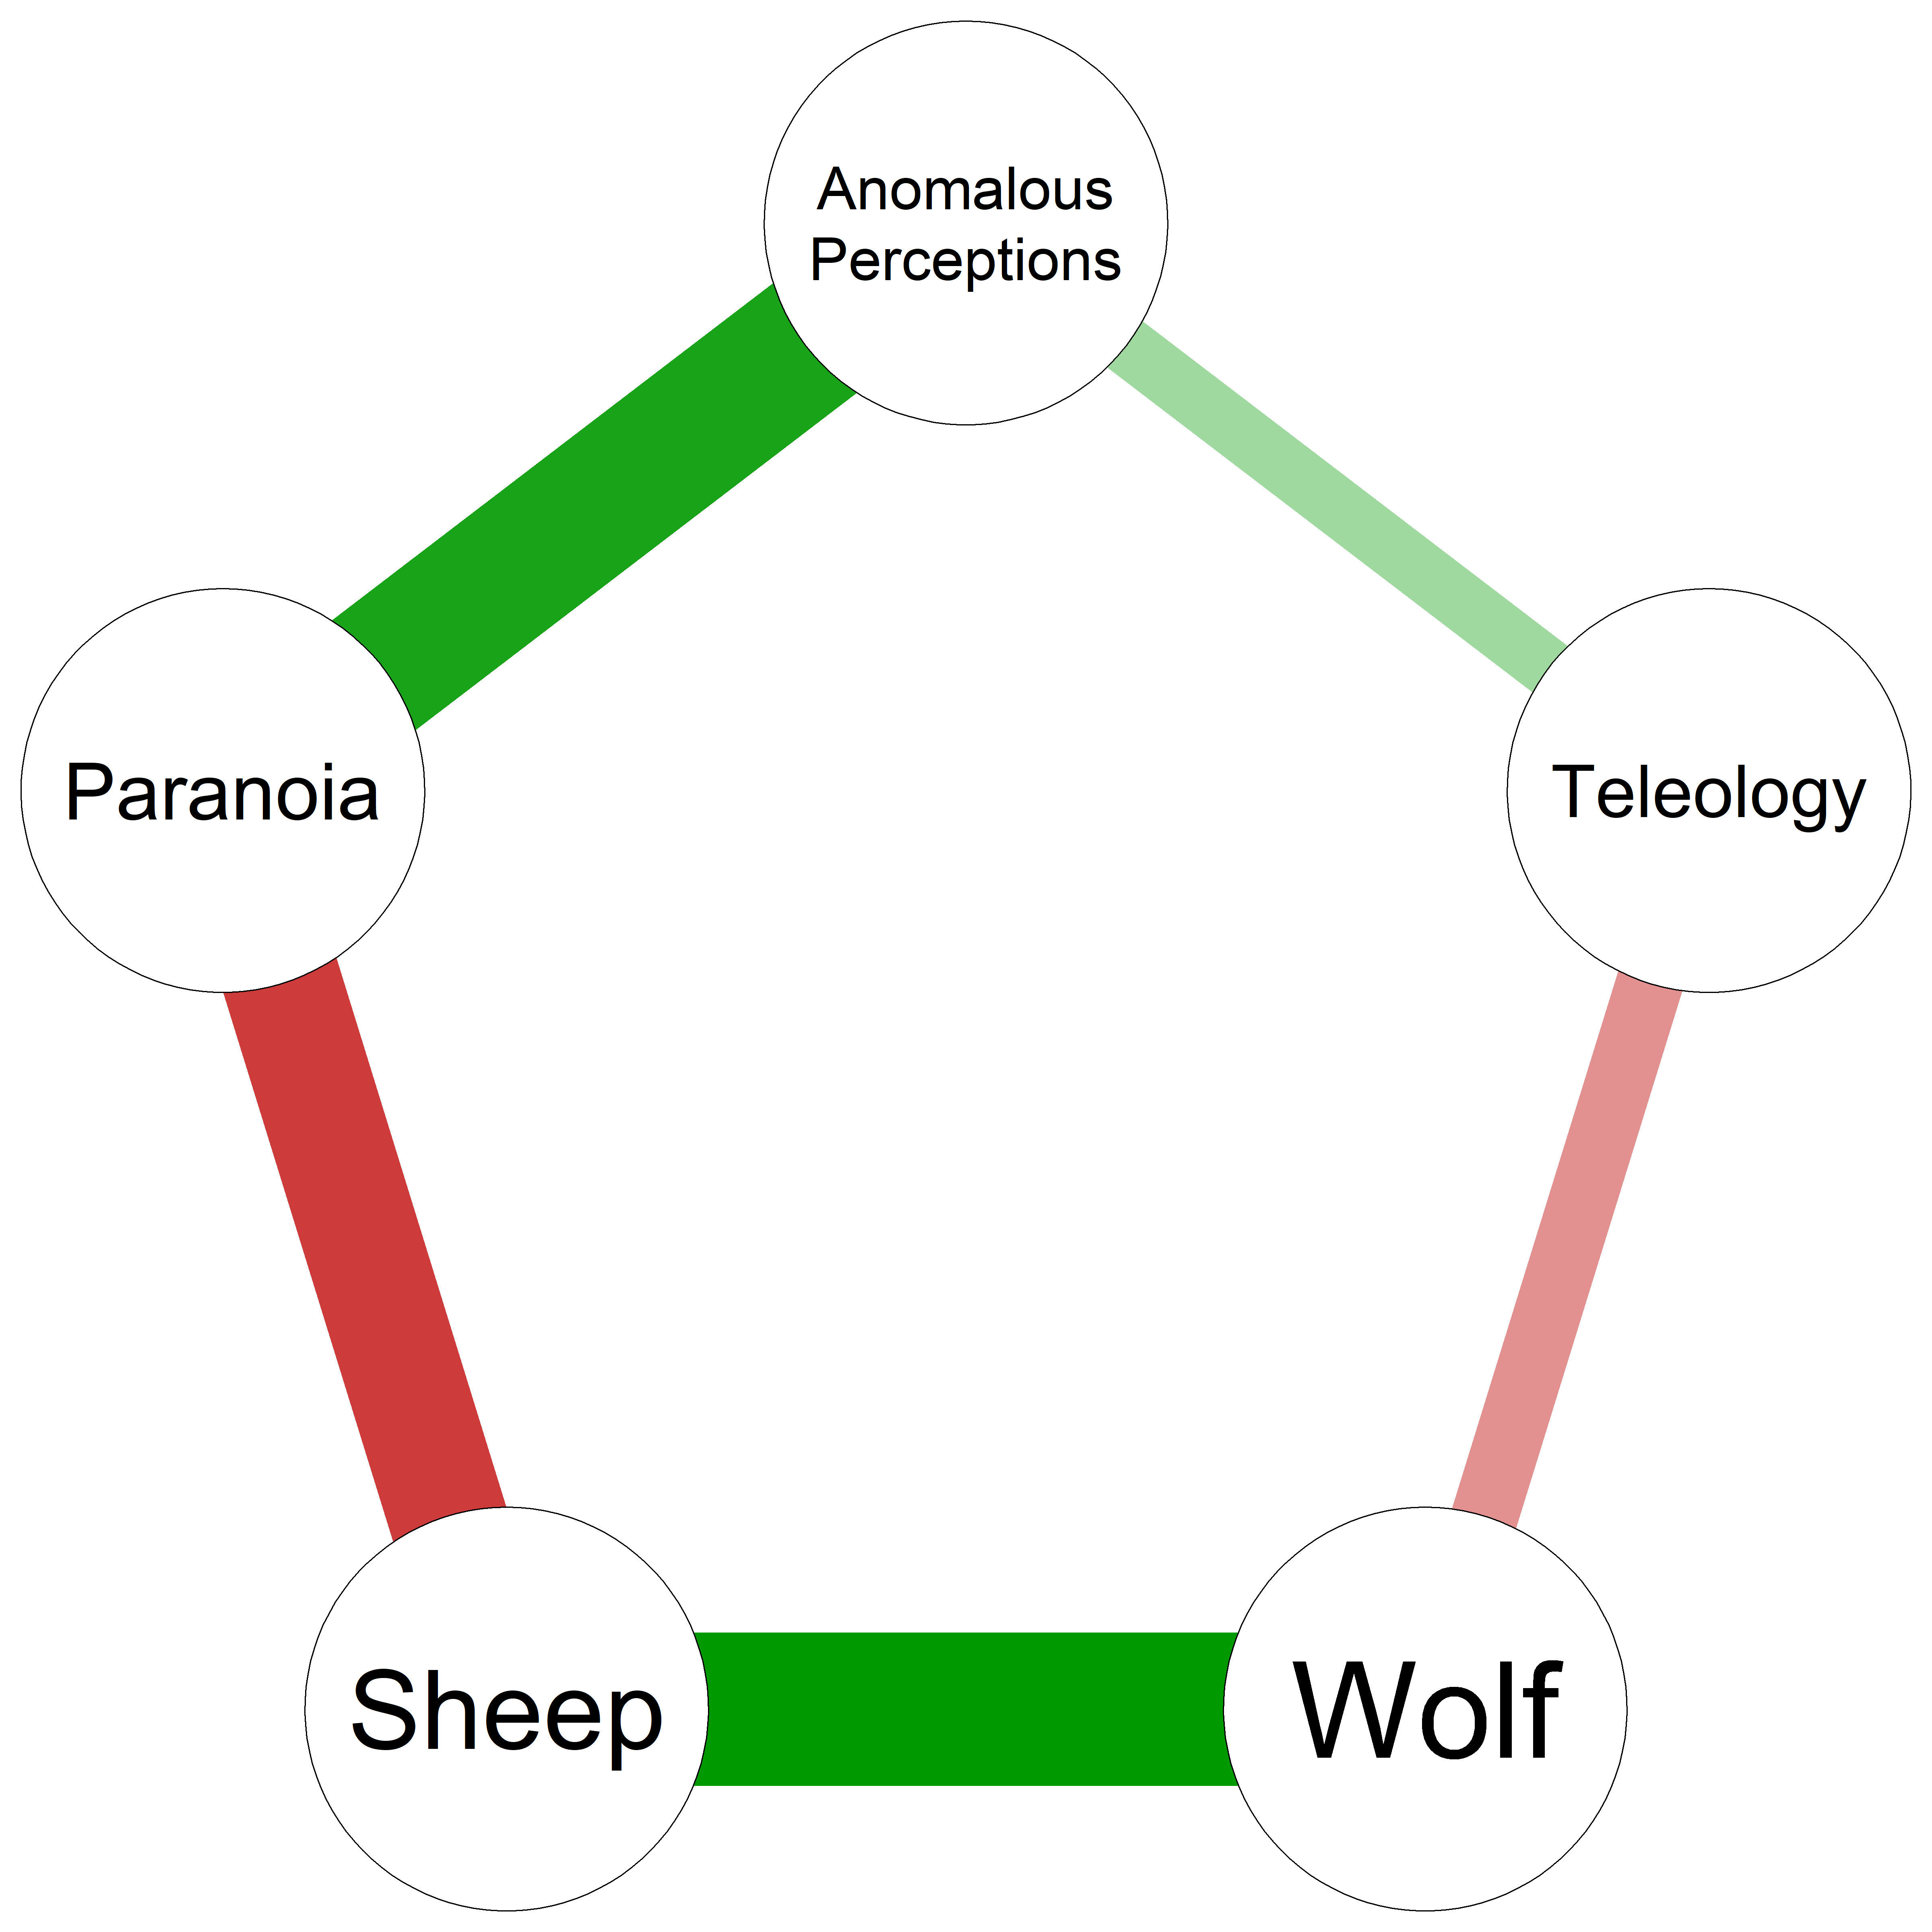 Anomalous
Perceptions
Paranoia
Teleology
Sheep
Wolf